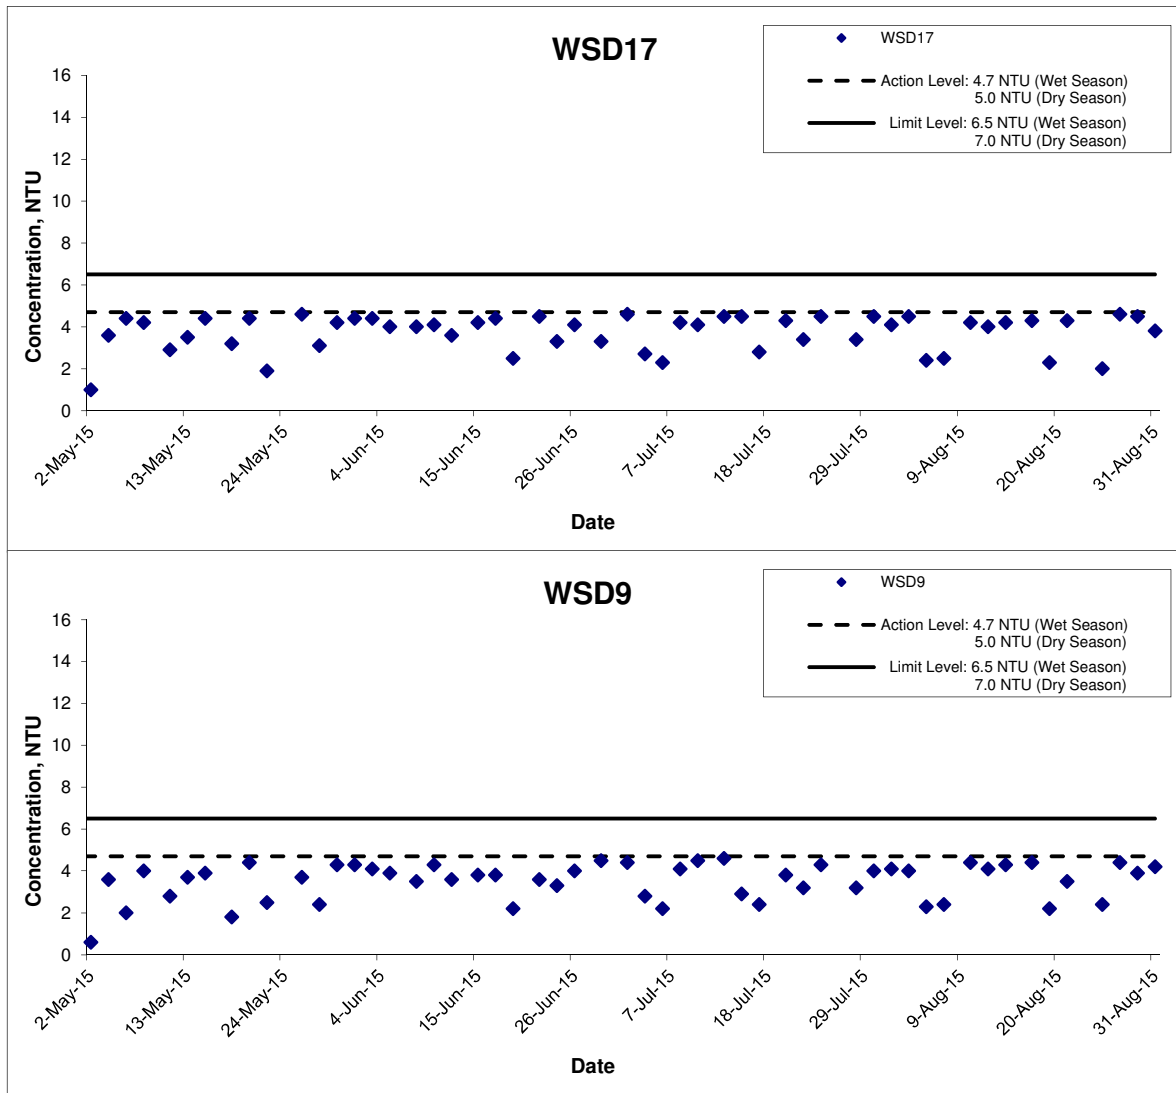 WSD17
WSD17
Action Level: 4.7 NTU (Wet Season)
5.0 NTU (Dry Season)
Limit Level: 6.5 NTU (Wet Season)
7.0 NTU (Dry Season)
Concentration, NTU
16
14
12
10
8
6
4
2
0
2-May-15
13-May-15
24-May-15
4-Jun-15
15-Jun-15
26-Jun-15
7-Jul-15
18-Jul-15
29-Jul-15
9-Aug-15
20-Aug-15
31-Aug-15
Date
WSD9
WSD9
Action Level: 4.7 NTU (Wet Season)
5.0 NTU (Dry Season)
Limit Level: 6.5 NTU (Wet Season)
7.0 NTU (Dry Season)
Concentration, NTU
16
14
12
10
8
6
4
2
0
2-May-15
13-May-15
24-May-15
4-Jun-15
15-Jun-15
26-Jun-15
7-Jul-15
18-Jul-15
29-Jul-15
9-Aug-15
20-Aug-15
31-Aug-15
Date